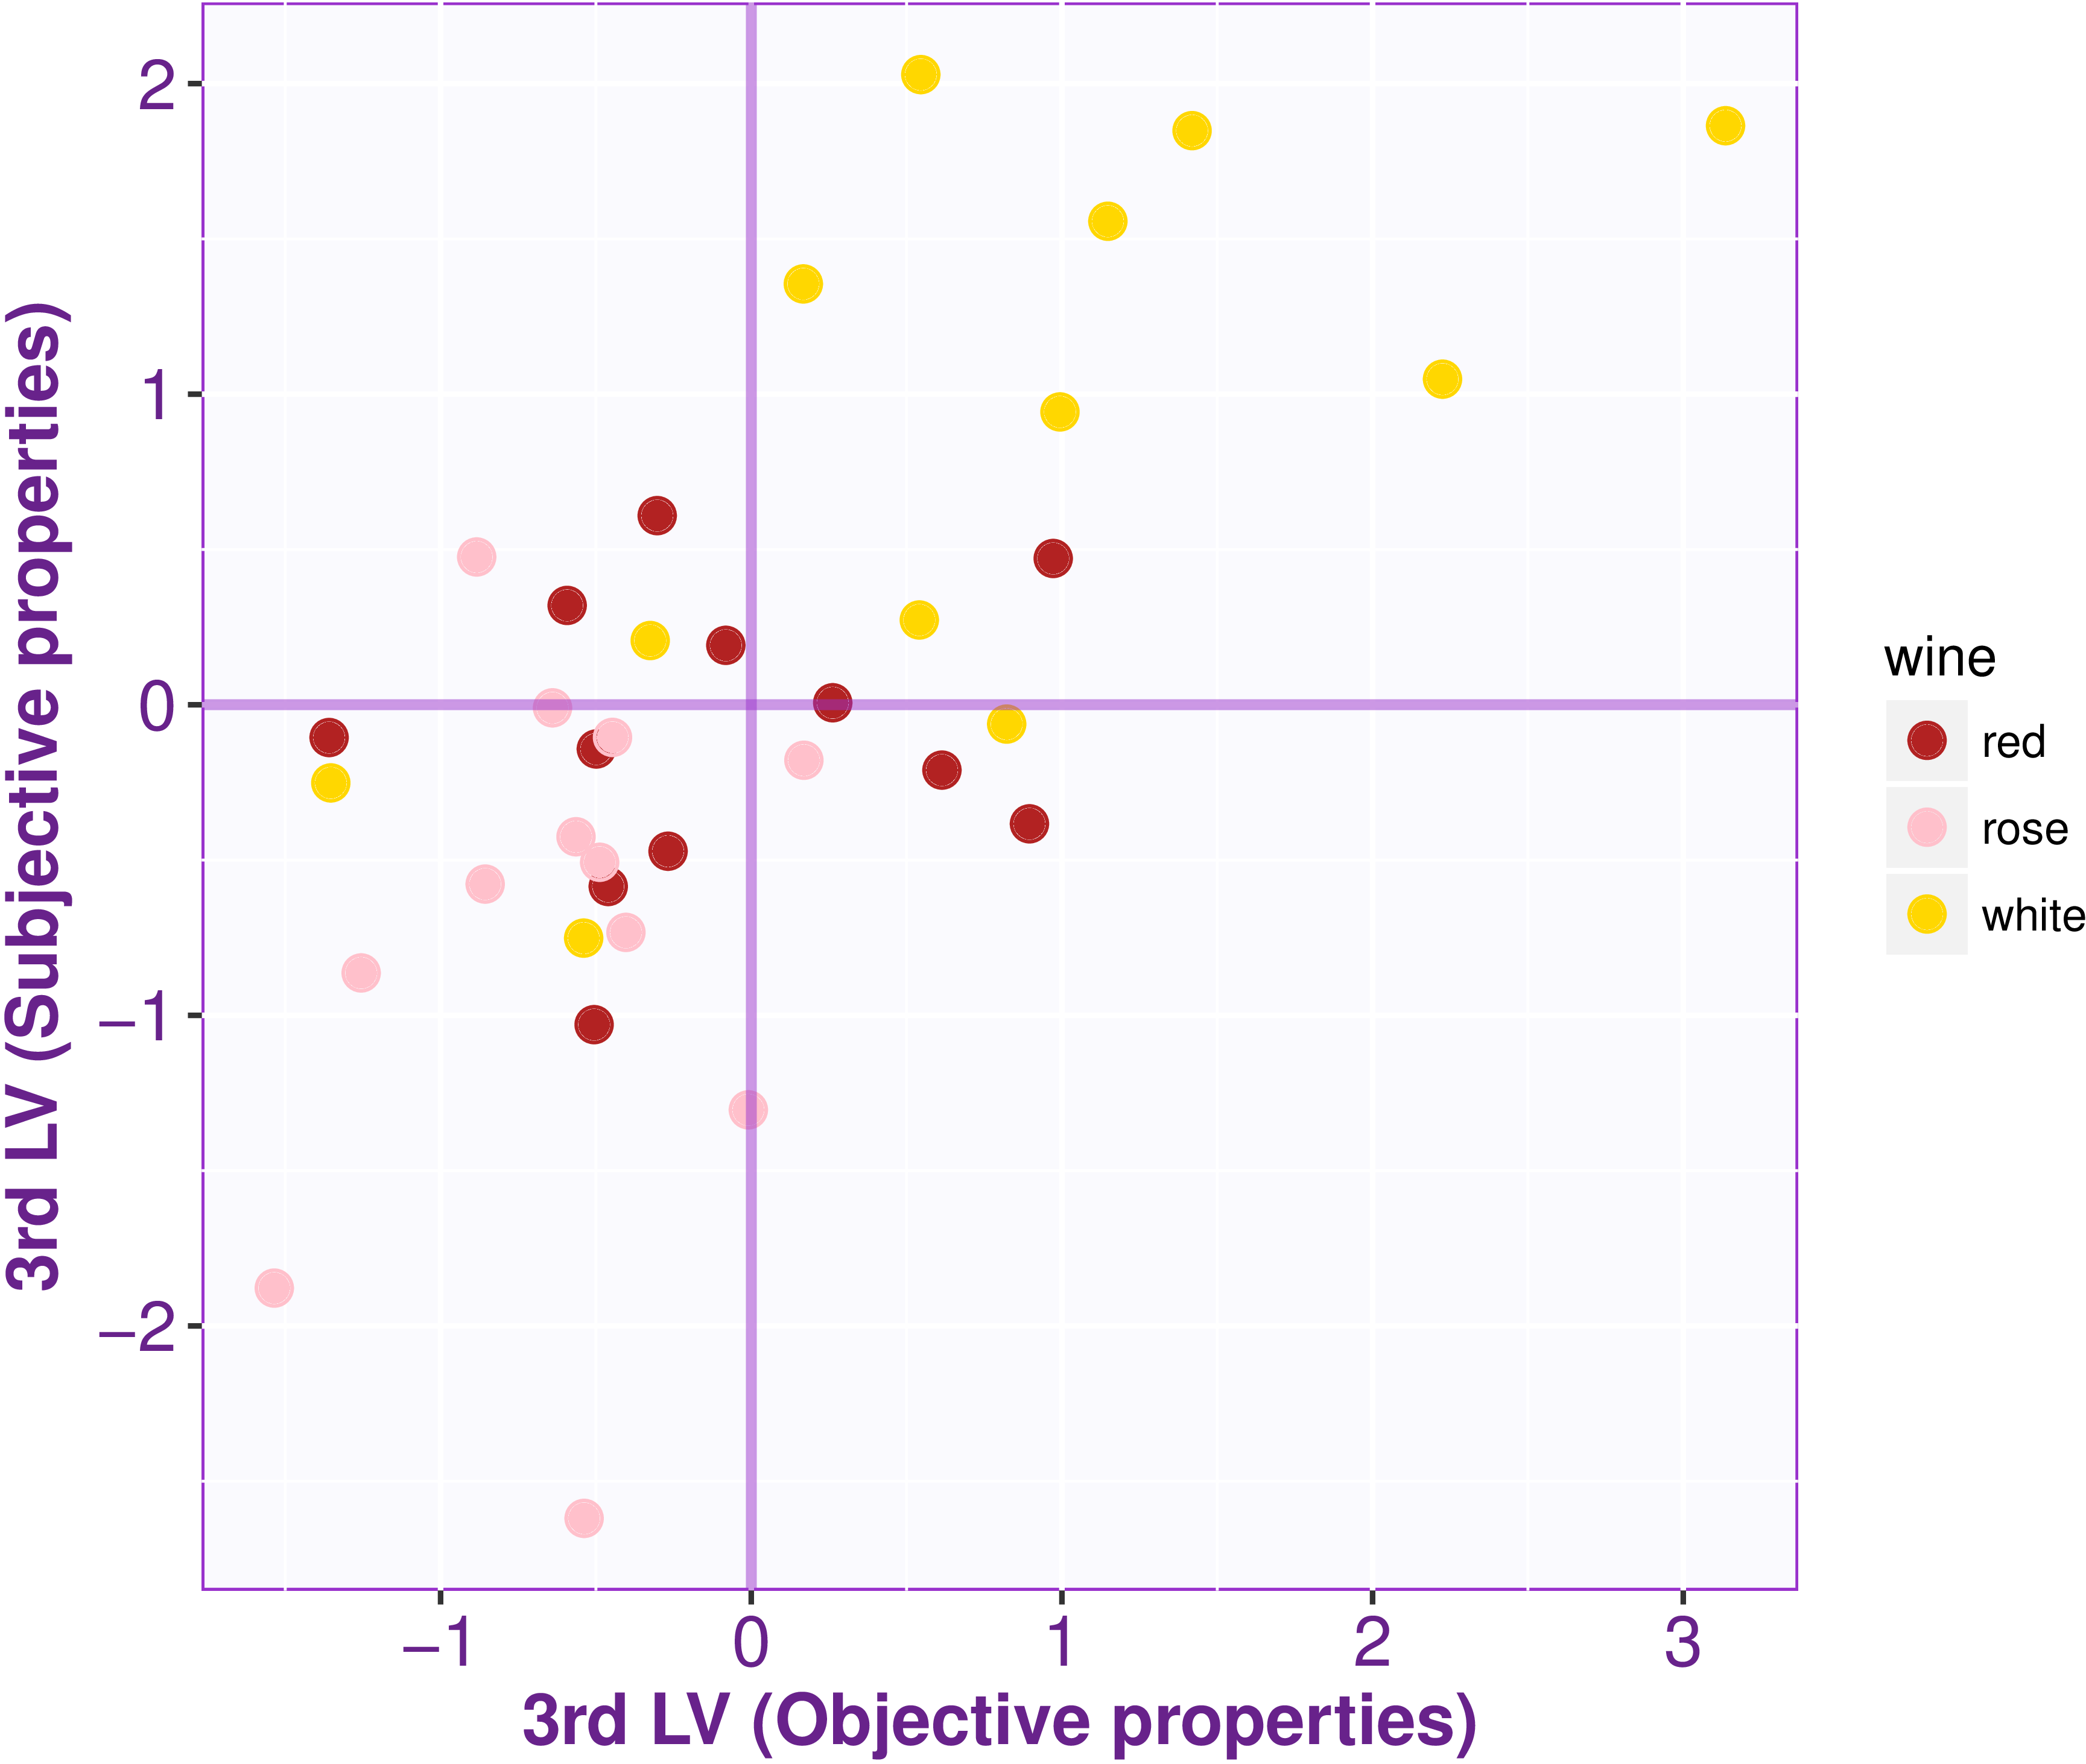 3rd LV (Subjective properties)
2
1
0
−1
−2
−1
0
1
2
3
3rd LV (Objective properties)
wine
red
rose
white